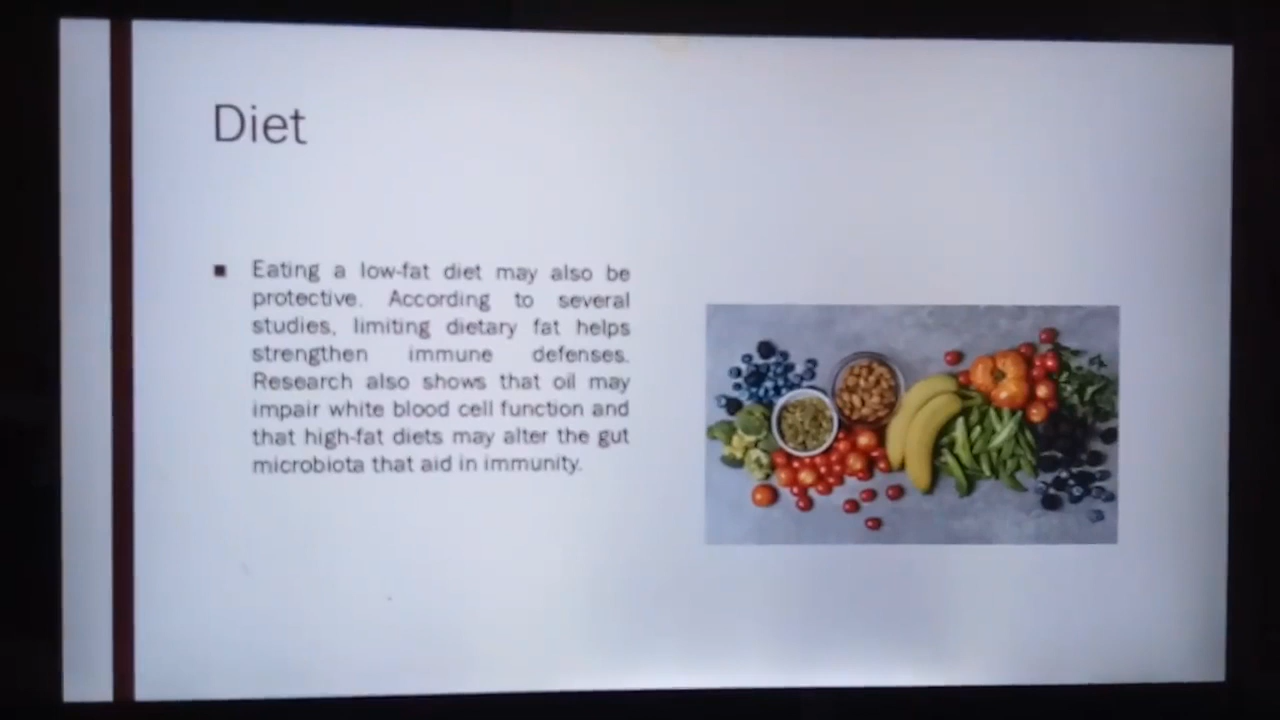 Diet
Eating a low-fat diet may also be
protective. According to several
studies, limiting dietary fat helps
strengthen immune defenses.
Research also shows that oil may
impair white blood cell function and
that high-fat diets may alter the gut
microbiota that aid in immunity.